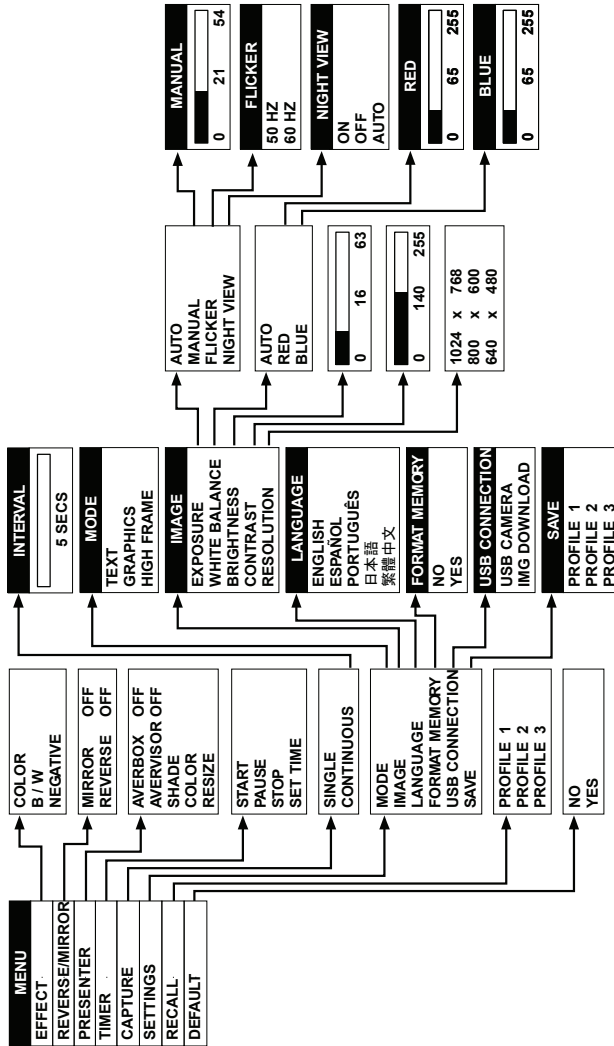 MENU
EFFECT
REVERSE/MIRROR
PRESENTER
TIMER
CAPTURE
SETTINGS
RECALL
DEFAULT
COLOR
B / W
NEGATIVE
MIRROR OFF
REVERSE OFF
AVERBOX OFF
AVERVISOR OFF
SHADE
COLOR
RESIZE
START
PAUSE
STOP
SET TIME
SINGLE
CONTINUOUS
MODE
IMAGE
LANGUAGE
FORMAT MEMORY
USB CONNECTION
SAVE
PROFILE 1
PROFILE 2
PROFILE 3
NO
YES
INTERVAL
5 SECS
MODE
TEXT
GRAPHICS
HIGH FRAME
IMAGE
EXPOSURE
WHITE BALANCE
BRIGHTNESS
CONTRAST
RESOLUTION
LANGUAGE
ENGLISH
ESPAÑOL
PORTUGUÊS
日本語
繁體中文
FORMAT MEMORY
NO
YES
USB CONNECTION
USB CAMERA
IMG DOWNLOAD
SAVE
PROFILE 1
PROFILE 2
PROFILE 3
AUTO
MANUAL
FLICKER
NIGHT VIEW
AUTO
RED
BLUE
0 16 63
0 140 255
1024 x 768
800 x 600
640 x 480
MANUAL
0 21 54
FLICKER
50 HZ
60 HZ
NIGHT VIEW
ON
OFF
AUTO
RED
0 65 255
BLUE
0 65 255